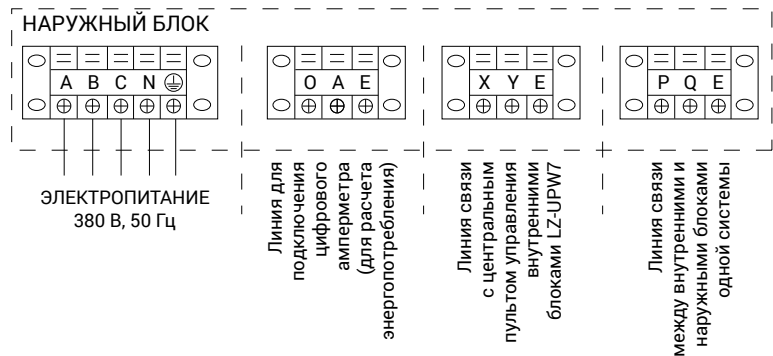 НАРУЖНЫЙ БЛОК
A B C N
O A E
X Y E
P Q E
ЭЛЕКТРОПИТАНИЕ
380 В, 50 Гц
Линия для
подключения
цифрового
амперметра
(для расчета
энергопотребления)
Линия связи
с центральным
пультом управления
внутренними
блоками LZ-UPW7
Линия связи
между внутренними и
наружными блоками
одной системы